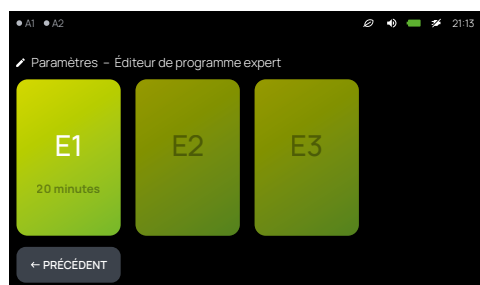 A1 A2 21:13
Paramètres – Éditeur de programme expert
E1 E2 E3
20 minutes
← PRÉCÉDENT